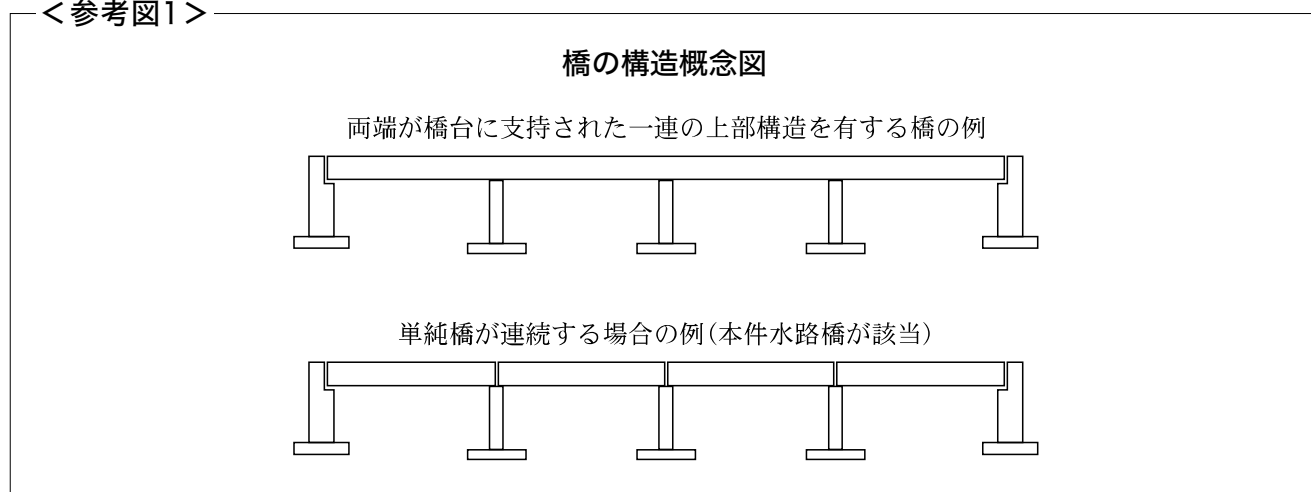 ＜参考図1＞
橋の構造概念図
両端が橋台に支持された一連の上部構造を有する橋の例
単純橋が連続する場合の例（本件水路橋が該当）